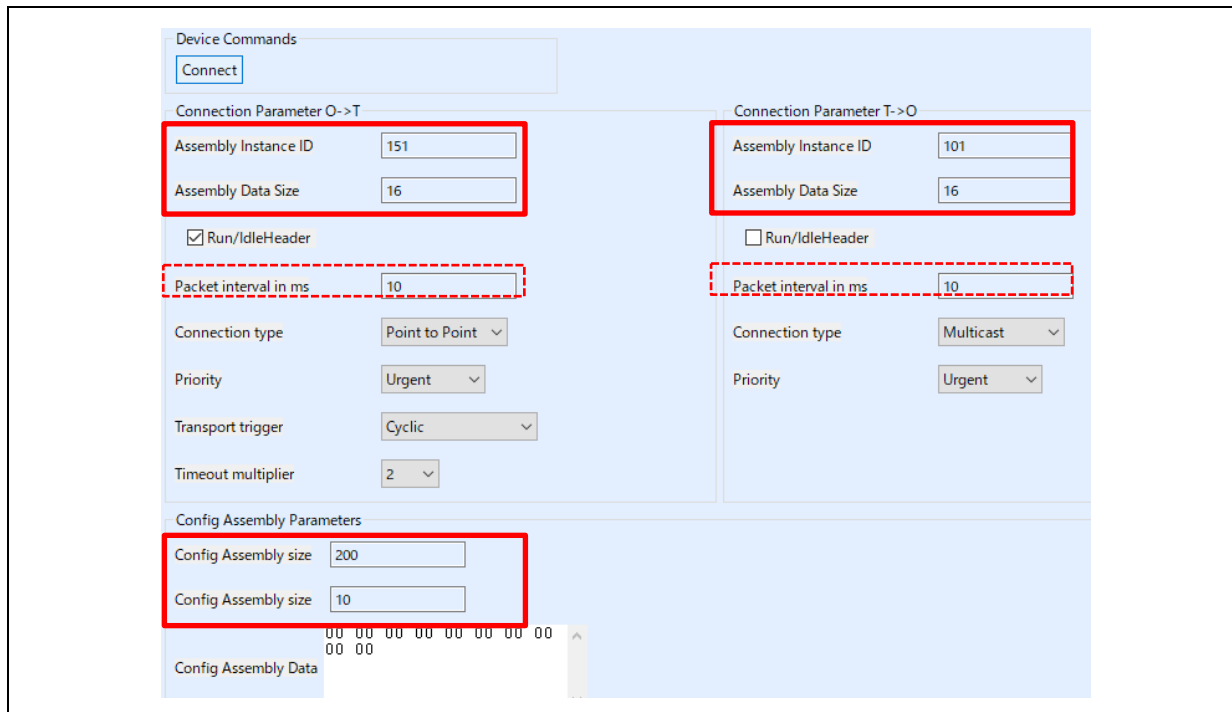 Device Commands
Connect
Connection Parameter O->T
Assembly Instance ID 151
Assembly Data Size 16
Run/IdleHeader
Packet interval in ms 10
Connection type Point to Point
Priority Urgent
Transport trigger Cyclic
Timeout multiplier 2
Connection Parameter T->O
Assembly Instance ID 101
Assembly Data Size 16
Run/IdleHeader
Packet interval in ms 10
Connection type Multicast
Priority Urgent
Config Assembly Parameters
Config Assembly size 200
Config Assembly size 10
Config Assembly Data
00 00 00 00 00 00 00 00
00 00